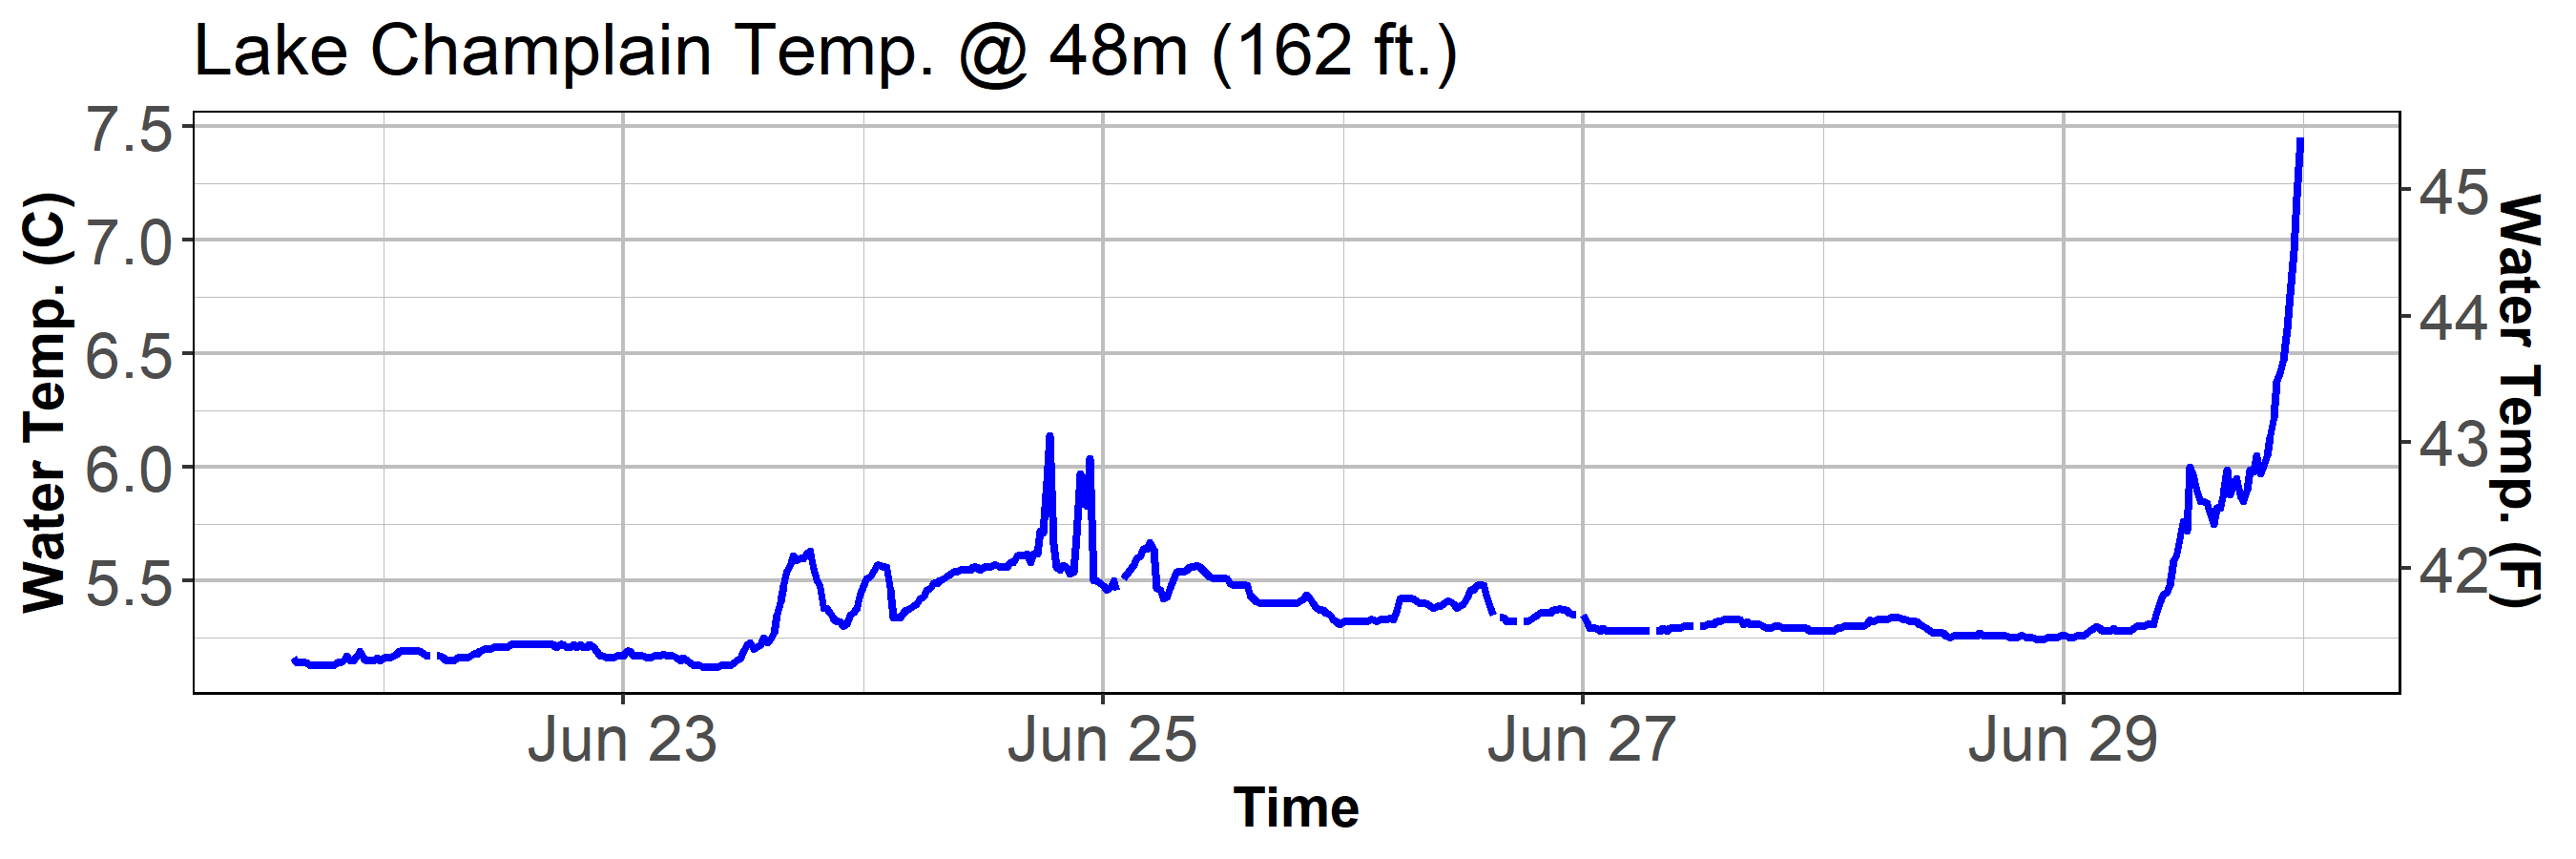 Lake Champlain Temp. @ 48m (162 ft.)
Water Temp. (C)
7.5
7.0
6.5
6.0
5.5
45
44
43
42
Water Temp. (F)
Jun 23 Jun 25 Jun 27 Jun 29
Time